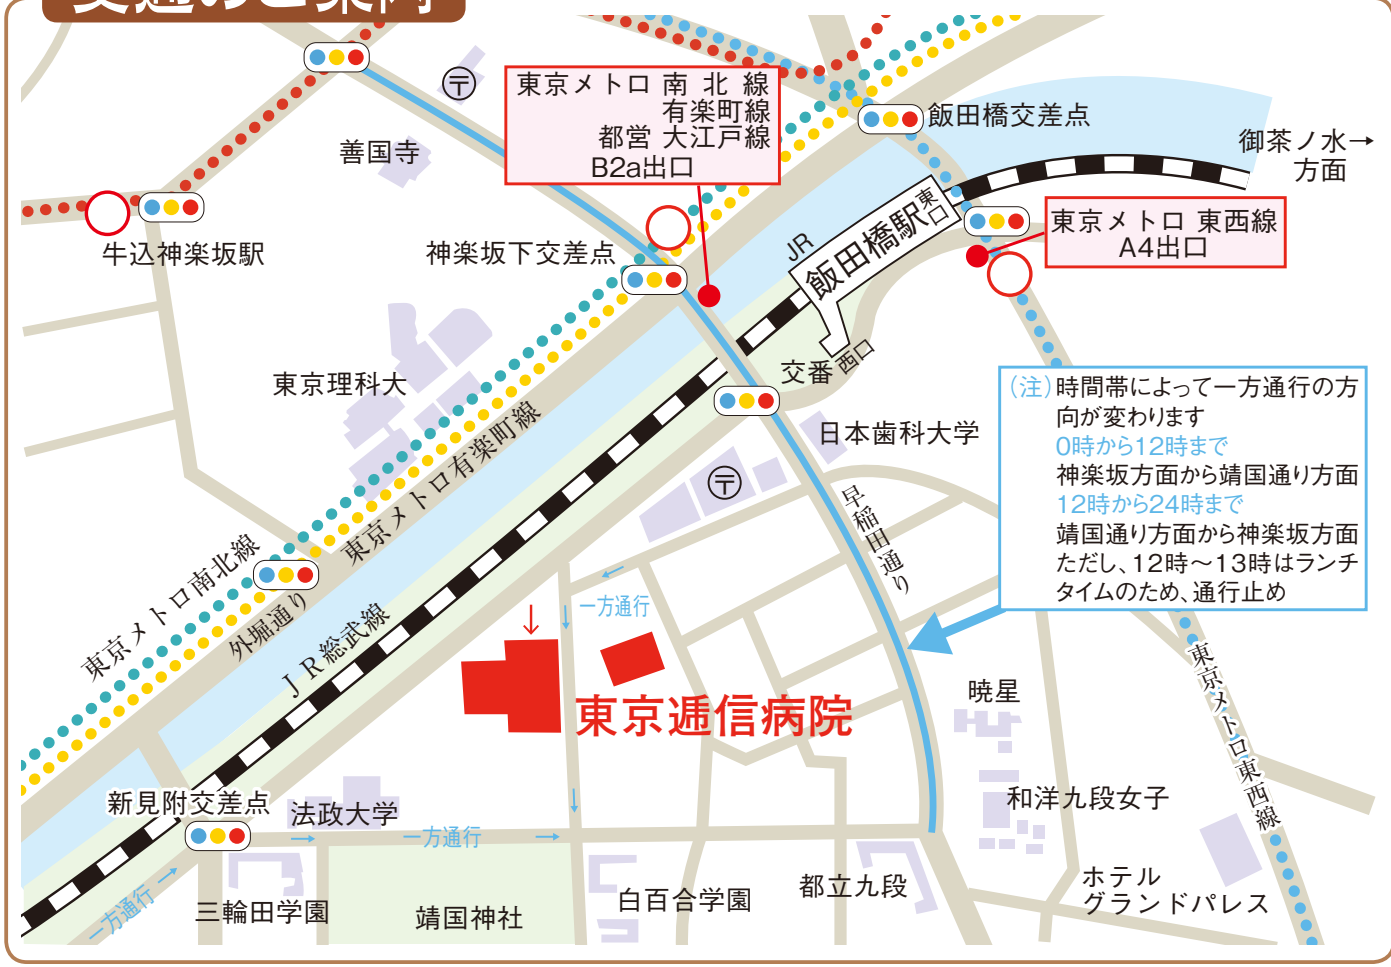 交通のご案内
〒
東京メトロ 南北線
有楽町線
都営 大江戸線
B2a出口
飯田橋交差点
御茶ノ水→
方面
善国寺
牛込神楽坂駅
神楽坂下交差点
JR
飯田橋駅
東口
西口
東京メトロ 東西線
A4出口
交番
東京理科大
日本歯科大学
〒
(注)時間帯によって一方通行の方
向が変わります
0時から12時まで
神楽坂方面から靖国通り方面
12時から24時まで
靖国通り方面から神楽坂方面
ただし、12時〜13時はランチ
タイムのため、通行止め
東京メトロ有楽町線
東京メトロ南北線
外堀通り
JR総武線
早稲田通り
一方通行
東京逓信病院
暁星
東京メトロ東西線
和洋九段女子
新見附交差点
法政大学
一方通行
一方通行
三輪田学園
靖国神社
白百合学園
都立九段
ホテル
グランドパレス